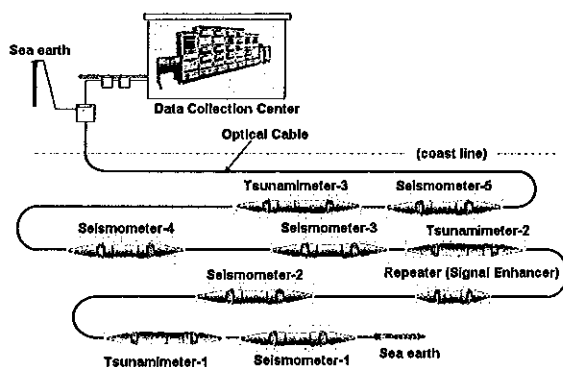 Sea earth
Data Collection Center
Optical Cable
(coast line)
Tsunamimeter-3 Seismometer-5
Seismometer-4 Seismometer-3 Tsunamimeter-2
Seismometer-2 Repeater (Signal Enhancer)
Tsunamimeter-1 Seismometer-1 Sea earth